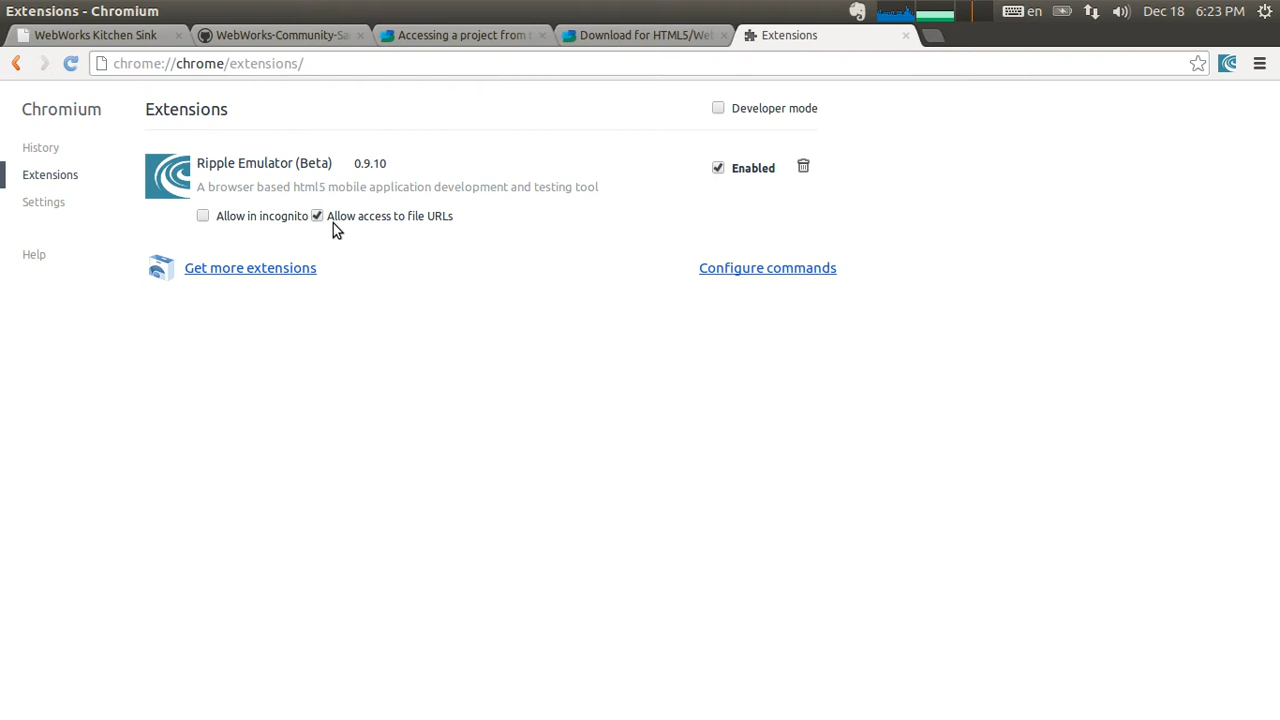 Extensions - Chromium
en
Dec 18
6:23 PM
WebWorks Kitchen Sink
WebWorks-Community-Sa
Accessing a project from t
Download for HTML5/Web
Extensions
chrome://chrome/extensions/
Chromium
History
Extensions
Settings
Help
Extensions
Developer mode
Ripple Emulator (Beta) 0.9.10
Enabled
A browser based html5 mobile application development and testing tool
Allow in incognito
Allow access to file URLs
Get more extensions
Configure commands